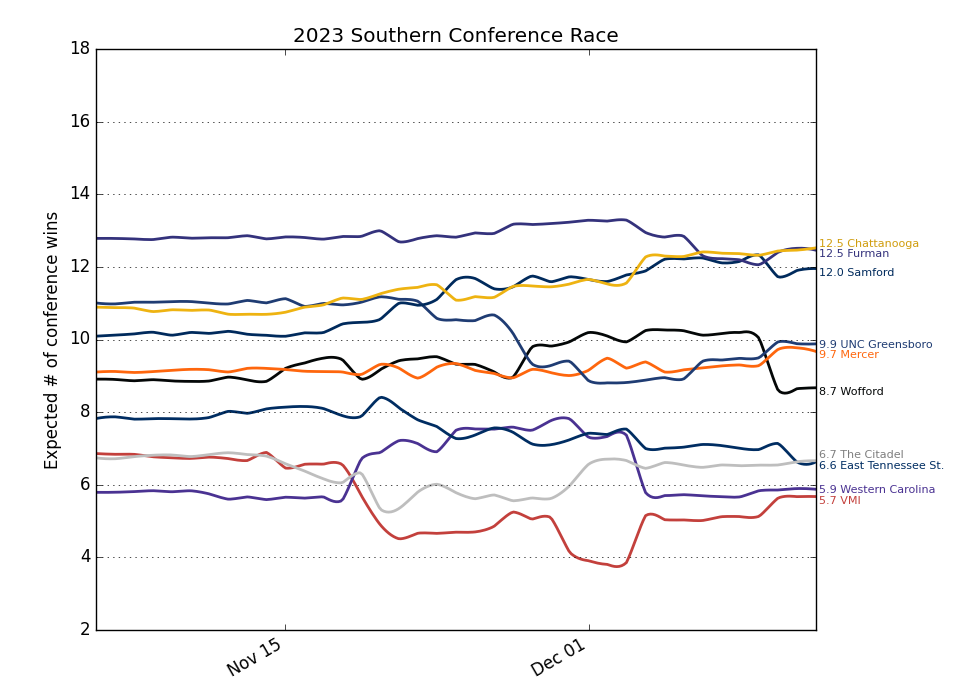 2023 Southern Conference Race
Expected # of conference wins
18
16
14
12
10
8
6
4
2
Nov 15
Dec 01
12.5 Chattanooga
12.5 Furman
12.0 Samford
9.9 UNC Greensboro
9.7 Mercer
8.7 Wofford
6.7 The Citadel
6.6 East Tennessee St.
5.9 Western Carolina
5.7 VMI